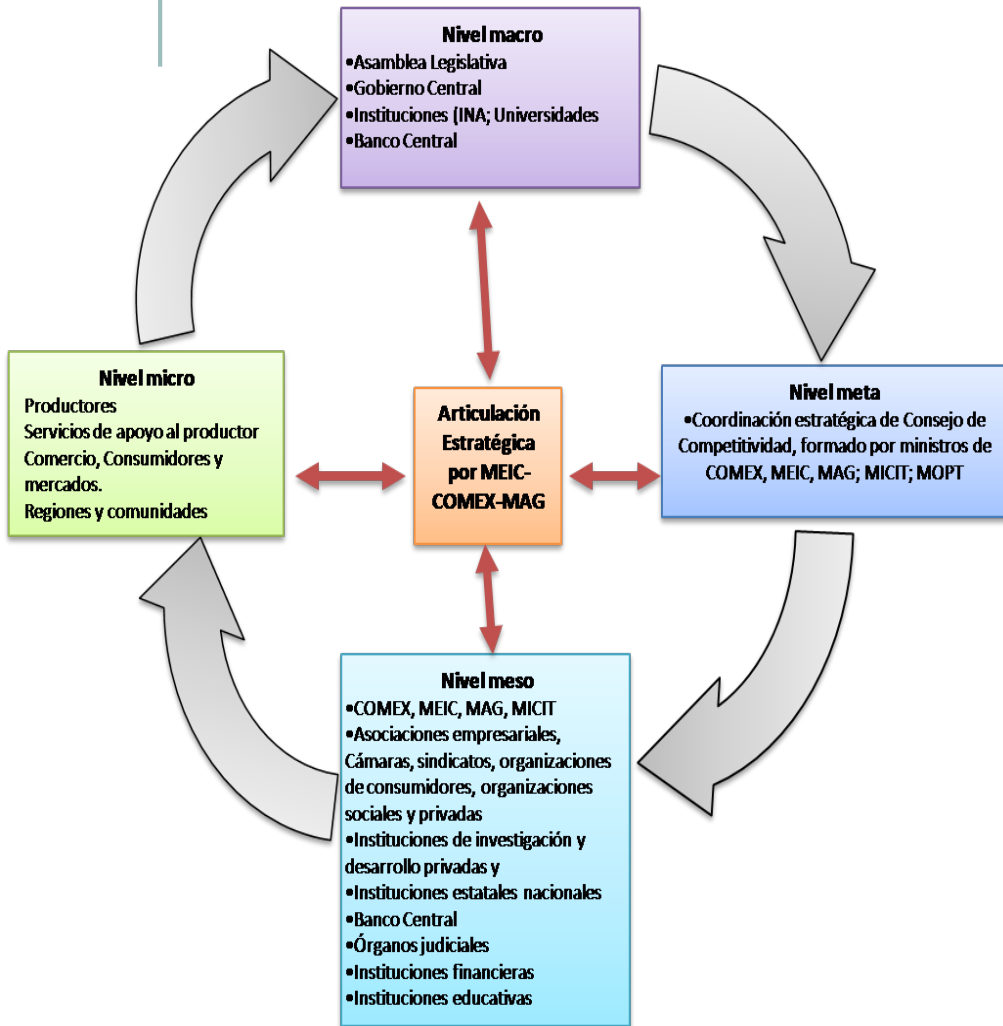 Nivel macro
•Asamblea Legislativa
•Gobierno Central
•Instituciones (INA; Universidades
•Banco Central
Nivel micro
Productores
Servicios de apoyo al productor
Comercio, Consumidores y
mercados.
Regiones y comunidades
Articulación
Estratégica
por MEIC-
COMEX-MAG
Nivel meta
•Coordinación estratégica de Consejo de
Competitividad, formado por ministros de
COMEX, MEIC, MAG; MICIT; MOPT
Nivel meso
•COMEX, MEIC, MAG, MICIT
•Asociaciones empresariales,
Cámaras, sindicatos, organizaciones
de consumidores, organizaciones
sociales y privadas
•Instituciones de investigación y
desarrollo privadas y
•Instituciones estatales nacionales
•Banco Central
•Órganos judiciales
•Instituciones financieras
•Instituciones educativas